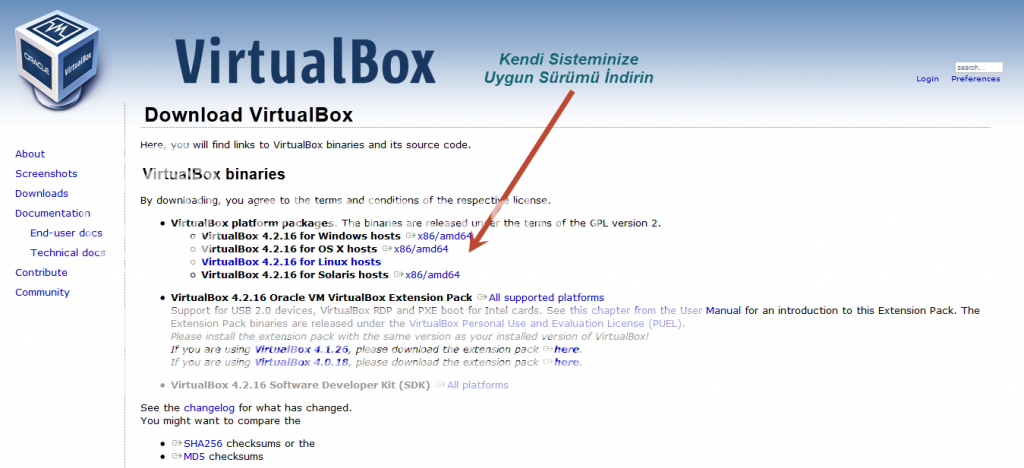 VirtualBox
ORACLE
VirtualBox
Kendi Sisteminize
Uygun Sürümü İndirin
search...
Login Preferences
Download VirtualBox
About
Screenshots
Downloads
Documentation
End-user docs
Technical docs
Contribute
Community
Here, you will find links to VirtualBox binaries and its source code.
VirtualBox binaries
By downloading, you agree to the terms and conditions of the respective license.
• VirtualBox platform packages. The binaries are released under the terms of the GPL version 2.
VirtualBox 4.2.16 for Windows hosts x86/amd64
VirtualBox 4.2.16 for OS X hosts x86/amd64
VirtualBox 4.2.16 for Linux hosts
VirtualBox 4.2.16 for Solaris hosts x86/amd64
• VirtualBox 4.2.16 Oracle VM VirtualBox Extension Pack All supported platforms
Support for USB 2.0 devices, VirtualBox RDP and PXE boot for Intel cards. See this chapter from the User Manual for an introduction to this Extension Pack. The
Extension Pack binaries are released under the VirtualBox Personal Use and Evaluation License (PUEL).
Please install the extension pack with the same version as your installed version of VirtualBox!
If you are using VirtualBox 4.1.26, please download the extension pack here.
If you are using VirtualBox 4.0.18, please download the extension pack here.
• VirtualBox 4.2.16 Software Developer Kit (SDK) All platforms
See the changelog for what has changed.
You might want to compare the
• SHA256 checksums or the
• MD5 checksums